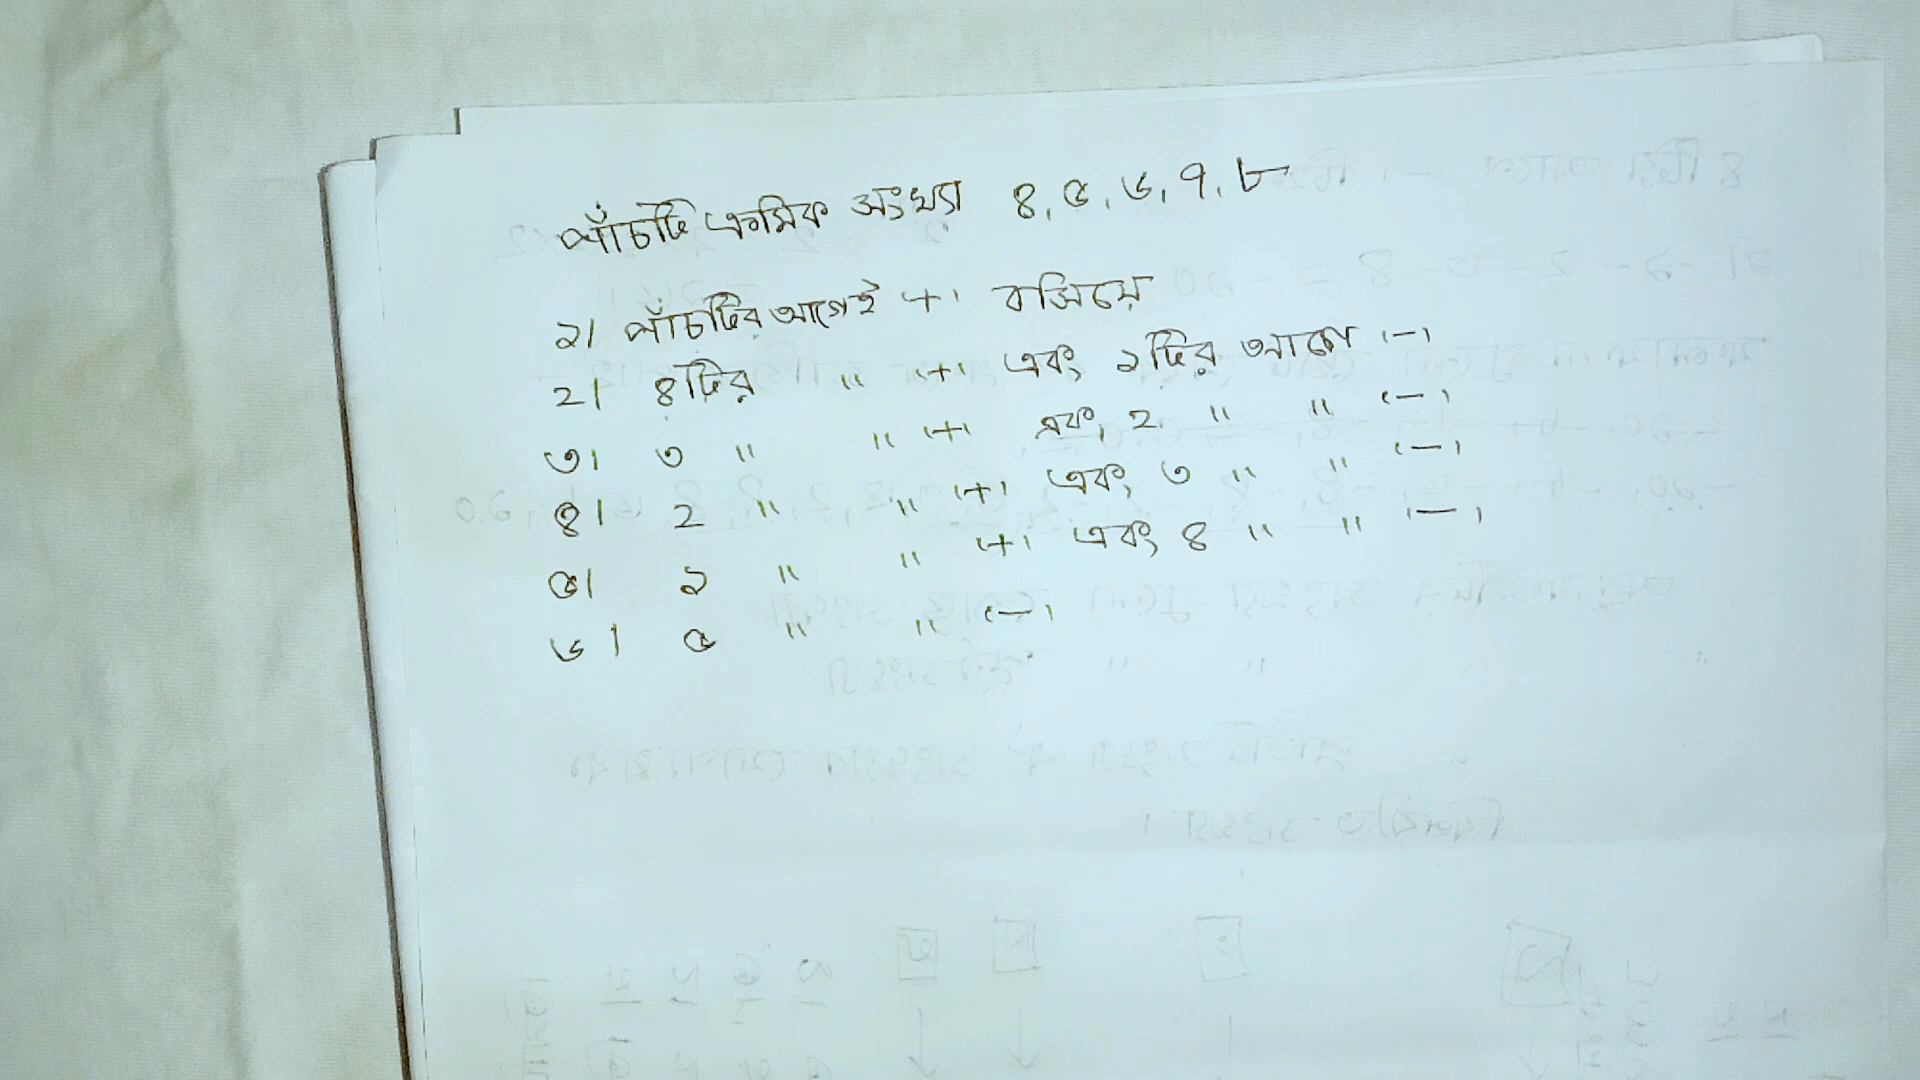 পাঁচটি ক্রমিক সংখ্যা ৪, ৫, ৬, ৭, ৮
১। পাঁচটির আগেই '+' বসিয়ে
২। ৪টির " '+' এবং ১টির আগে '-'
৩। ৩ " " '+' এবং ২ " " '-'
৪। ২ " " '+' এবং ৩ " " '-'
৫। ১ " " '+' এবং ৪ " " '-'
৬। ৫ " " '-'